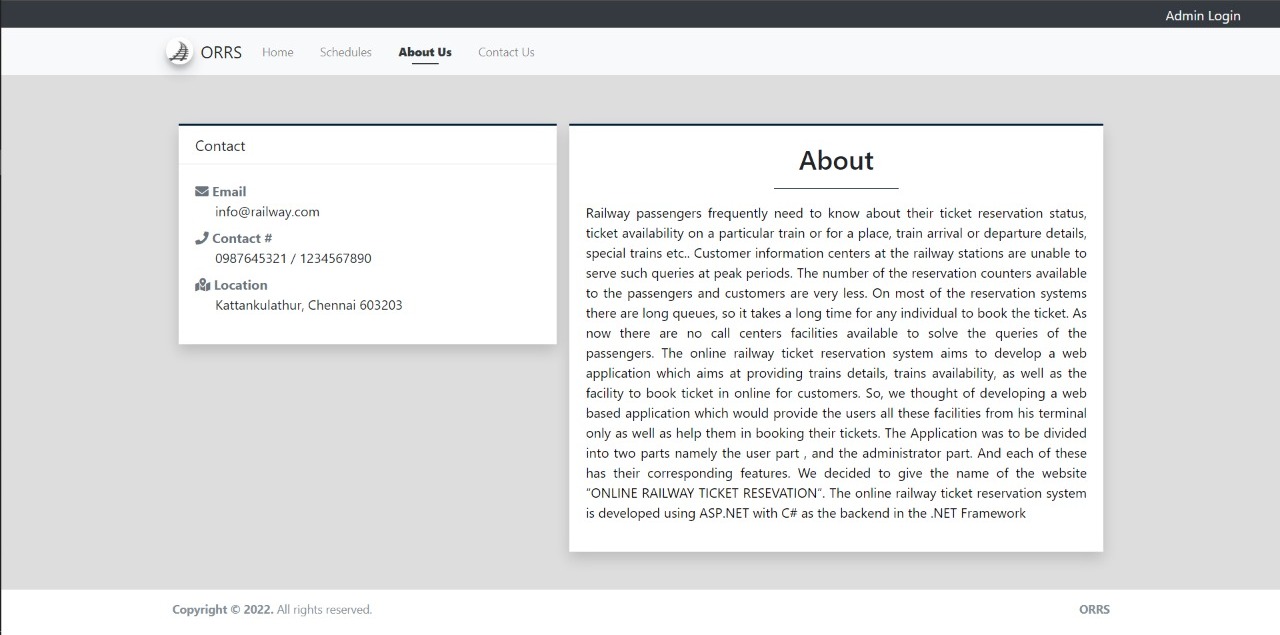 Admin Login
ORRS Home Schedules About Us Contact Us
Contact
Email
info@railway.com
Contact #
0987645321 / 1234567890
Location
Kattankulathur, Chennai 603203
About
Railway passengers frequently need to know about their ticket reservation status,
ticket availability on a particular train or for a place, train arrival or departure details,
special trains etc.. Customer information centers at the railway stations are unable to
serve such queries at peak periods. The number of the reservation counters available
to the passengers and customers are very less. On most of the reservation systems
there are long queues, so it takes a long time for any individual to book the ticket. As
now there are no call centers facilities available to solve the queries of the
passengers. The online railway ticket reservation system aims to develop a web
application which aims at providing trains details, trains availability, as well as the
facility to book ticket in online for customers. So, we thought of developing a web
based application which would provide the users all these facilities from his terminal
only as well as help them in booking their tickets. The Application was to be divided
into two parts namely the user part , and the administrator part. And each of these
has their corresponding features. We decided to give the name of the website
“ONLINE RAILWAY TICKET RESEVATION”. The online railway ticket reservation system
is developed using ASP.NET with C# as the backend in the .NET Framework
Copyright © 2022. All rights reserved.
ORRS